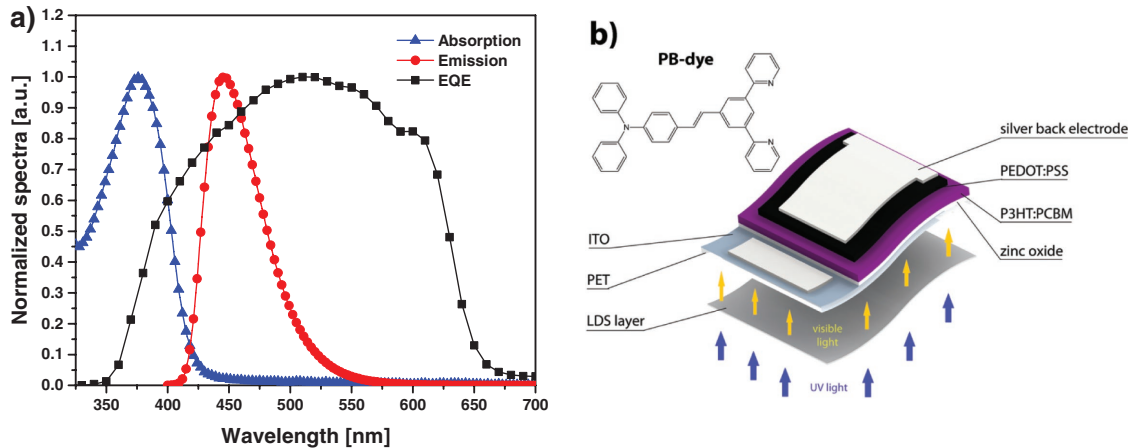 a)
Normalized spectra [a.u.]
1.2
1.1
1.0
0.9
0.8
0.7
0.6
0.5
0.4
0.3
0.2
0.1
0.0
Absorption
Emission
EQE
350 400 450 500 550 600 650 700
Wavelength [nm]
b)
PB-dye
N
N
N
silver back electrode
PEDOT:PSS
P3HT:PCBM
zinc oxide
ITO
PET
LDS layer
visible
light
UV light